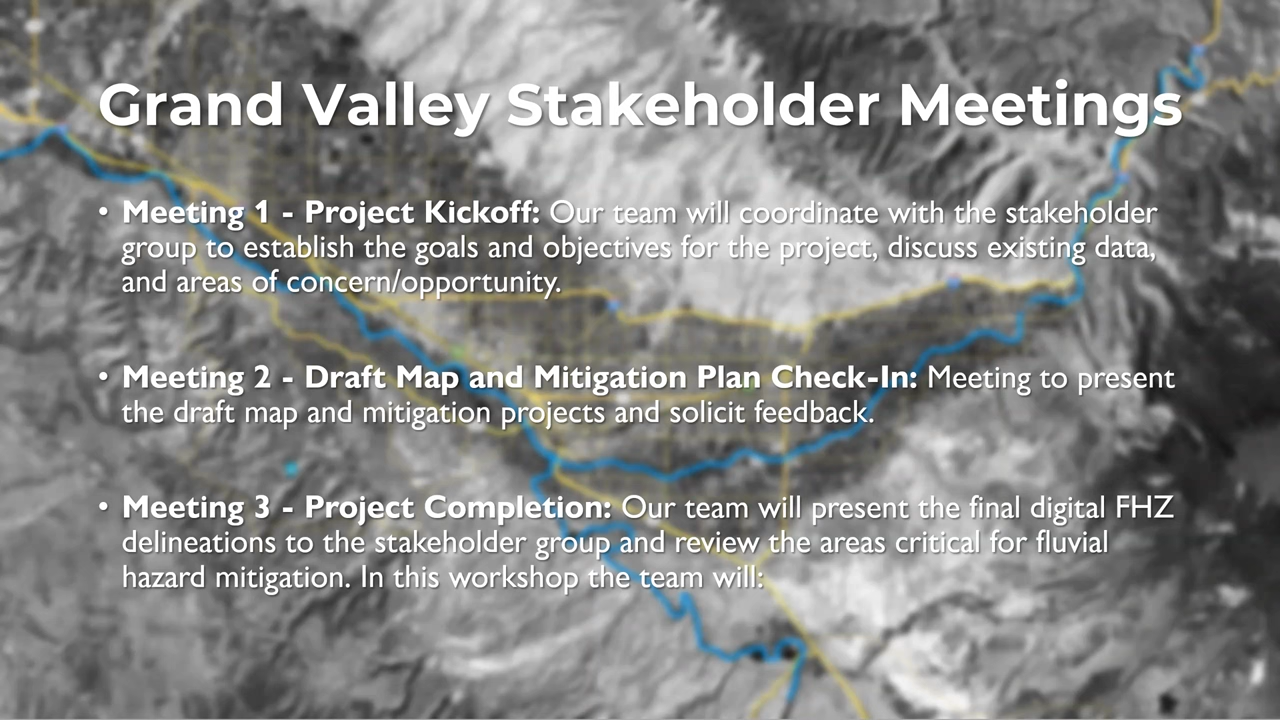 Grand Valley Stakeholder Meetings
• Meeting 1 - Project Kickoff: Our team will coordinate with the stakeholder
group to establish the goals and objectives for the project, discuss existing data,
and areas of concern/opportunity.
• Meeting 2 - Draft Map and Mitigation Plan Check-In: Meeting to present
the draft map and mitigation projects and solicit feedback.
• Meeting 3 - Project Completion: Our team will present the final digital FHZ
delineations to the stakeholder group and review the areas critical for fluvial
hazard mitigation. In this workshop the team will: